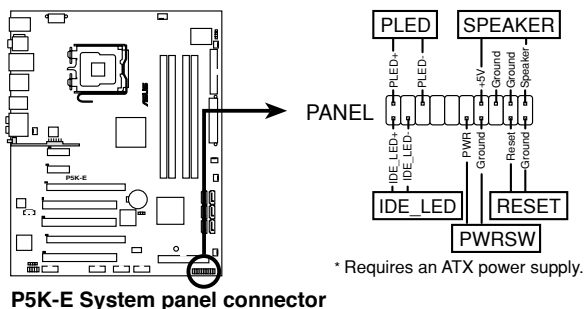 PLED
SPEAKER
PLED+
PLED-
+5V
Ground
Ground
Speaker
PANEL
IDE_LED+
IDE_LED-
PWR
Ground
Reset
Ground
IDE_LED
RESET
PWRSW
* Requires an ATX power supply.
ASUS
P5K-E
P5K-E System panel connector